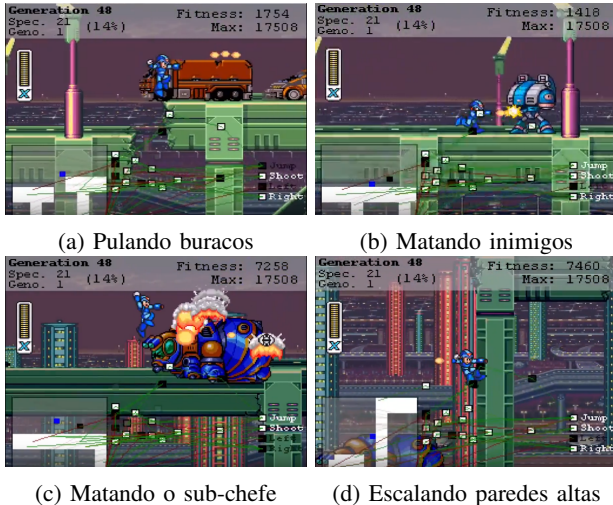 Generation 48
Spec. 21
Geno. 1
(14%)
Fitness: 1754
Max: 17508
X
Jump
Shoot
Left
Right
(a) Pulando buracos
Generation 48
Spec. 21
Geno. 1
(14%)
Fitness: 1418
Max: 17508
X
Jump
Shoot
Right
(b) Matando inimigos
Generation 48
Spec. 21
Geno. 1
(14%)
Fitness: 7258
Max: 17508
X
Jump
Shoot
Left
Right
(c) Matando o sub-chefe
Generation 48
Spec. 21
Geno. 1
(14%)
Fitness: 7460
Max: 17508
X
Jump
Shoot
Left
Right
(d) Escalando paredes altas